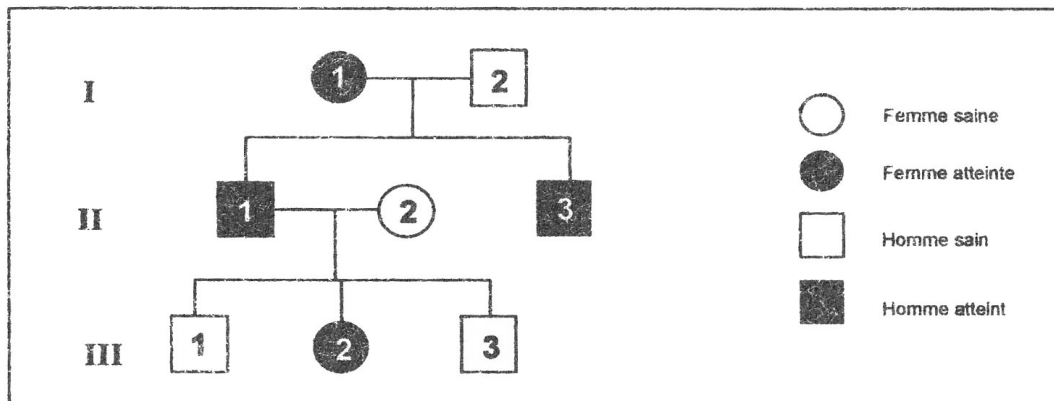 I
1
2
Femme saine
Femme atteinte
II
1
2
3
Homme sain
Homme atteint
III
1
2
3